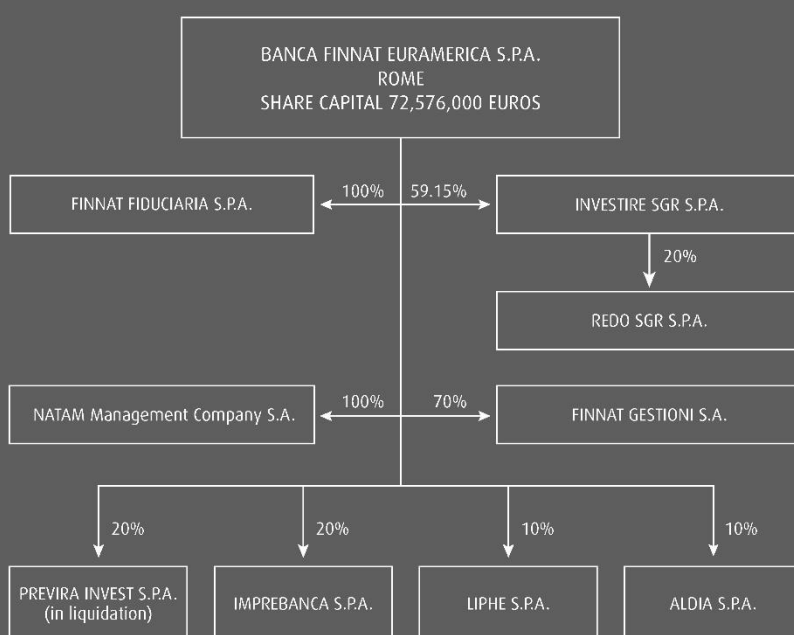 BANCA FINNAT EURAMERICA S.P.A.
ROME
SHARE CAPITAL 72,576,000 EUROS
FINNAT FIDUCIARIA S.P.A.
100%
59.15%
INVESTIRE SGR S.P.A.
20%
REDO SGR S.P.A.
NATAM Management Company S.A.
100%
70%
FINNAT GESTIONI S.A.
20%
20%
10%
10%
PREVIRA INVEST S.P.A.
(in liquidation)
IMPREBANCA S.P.A.
LIPHE S.P.A.
ALDIA S.P.A.